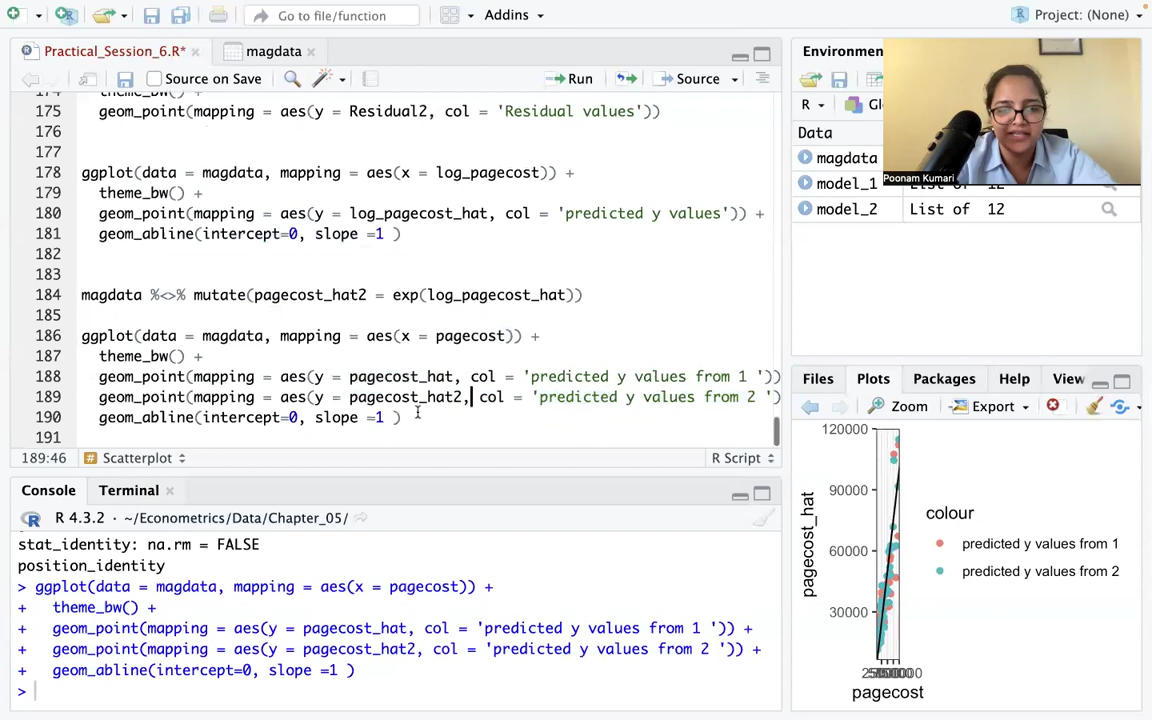 Go to file/function
Addins
Project: (None)
Practical_Session_6.R*
magdata
Source on Save
Run
Source
175 geom_point(mapping = aes(y = Residual2, col = 'Residual values'))
176
177
178 ggplot(data = magdata, mapping = aes(x = log_pagecost)) +
179 theme_bw() +
180 geom_point(mapping = aes(y = log_pagecost_hat, col = 'predicted y values')) +
181 geom_abline(intercept=0, slope =1 )
182
183
184 magdata %<>% mutate(pagecost_hat2 = exp(log_pagecost_hat))
185
186 ggplot(data = magdata, mapping = aes(x = pagecost)) +
187 theme_bw() +
188 geom_point(mapping = aes(y = pagecost_hat, col = 'predicted y values from 1 '))
189 geom_point(mapping = aes(y = pagecost_hat2, col = 'predicted y values from 2 ')
190 geom_abline(intercept=0, slope =1 )
191
189:46
Scatterplot
R Script
Console
Terminal
R 4.3.2 · ~/Econometrics/Data/Chapter_05/
stat_identity: na.rm = FALSE
position_identity
> ggplot(data = magdata, mapping = aes(x = pagecost)) +
+ theme_bw() +
+ geom_point(mapping = aes(y = pagecost_hat, col = 'predicted y values from 1 ')) +
+ geom_point(mapping = aes(y = pagecost_hat2, col = 'predicted y values from 2 ')) +
+ geom_abline(intercept=0, slope =1 )
>
Environmen
R
Data
magdata
model_1
model_2 List of 12
Poonam Kumari
Files
Plots
Packages
Help
View
Zoom
Export
120000
90000
60000
30000
pagecost_hat
pagecost
colour
predicted y values from 1
predicted y values from 2